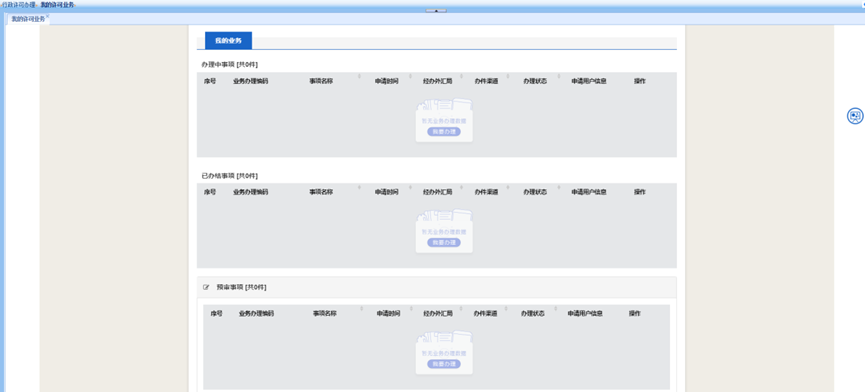 行政许可办理 我的许可业务
我的许可业务
我的业务
办理中事项 [共0件]
序号 业务办理编码 事项名称 申请时间 经办外汇局 办件渠道 办理状态 申请用户信息 操作
暂无业务办理数据
我要办理
已办结事项 [共0件]
序号 业务办理编码 事项名称 申请时间 经办外汇局 办件渠道 办理状态 申请用户信息 操作
暂无业务办理数据
我要办理
预审事项 [共0件]
序号 业务办理编码 事项名称 申请时间 经办外汇局 办件渠道 办理状态 申请用户信息 操作
暂无业务办理数据
我要办理